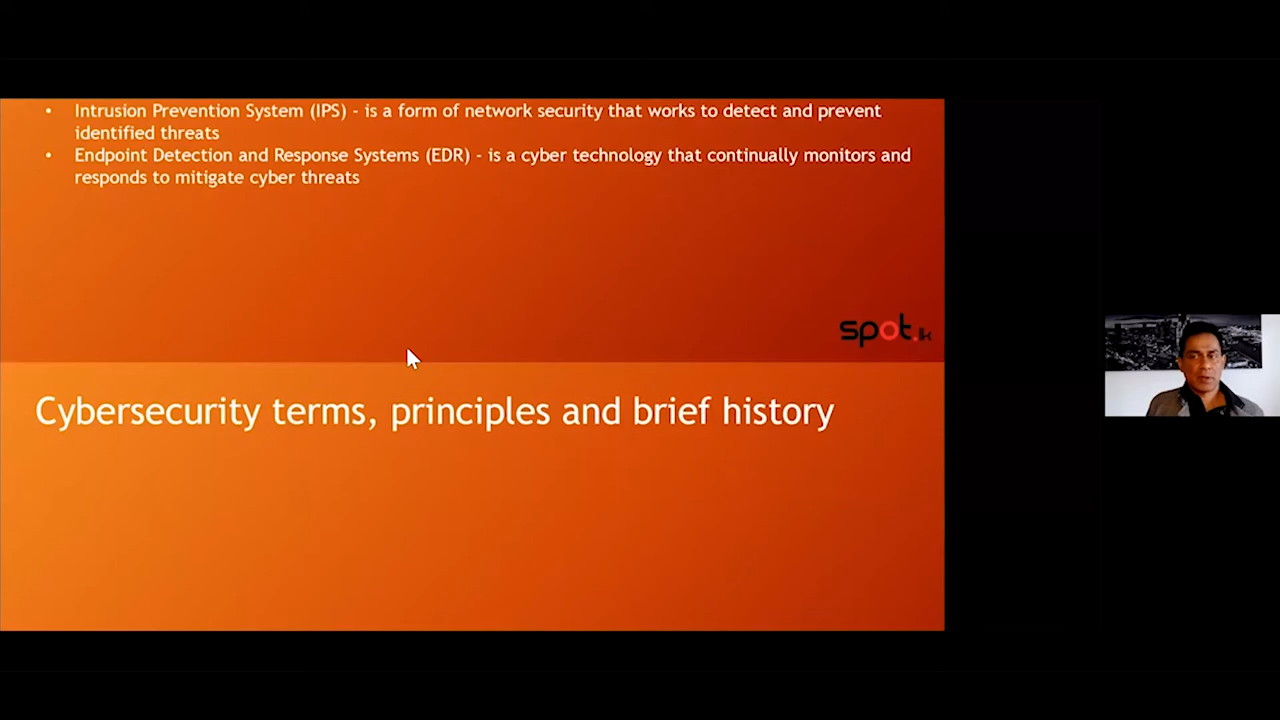 • Intrusion Prevention System (IPS) - is a form of network security that works to detect and prevent
identified threats
• Endpoint Detection and Response Systems (EDR) - is a cyber technology that continually monitors and
responds to mitigate cyber threats
spot.lk
Cybersecurity terms, principles and brief history